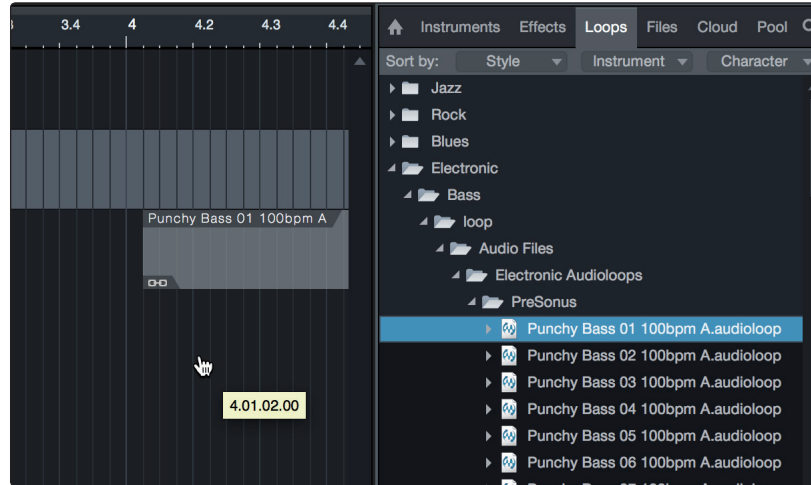 3.4 4 4.2 4.3 4.4
Punchy Bass 01 100bpm A
4.01.02.00
Instruments Effects Loops Files Cloud Pool
Sort by: Style Instrument Character
Jazz
Rock
Blues
Electronic
Bass
loop
Audio Files
Electronic Audioloops
PreSonus
Punchy Bass 01 100bpm A.audioloop
Punchy Bass 02 100bpm A.audioloop
Punchy Bass 03 100bpm A.audioloop
Punchy Bass 04 100bpm A.audioloop
Punchy Bass 05 100bpm A.audioloop
Punchy Bass 06 100bpm A.audioloop